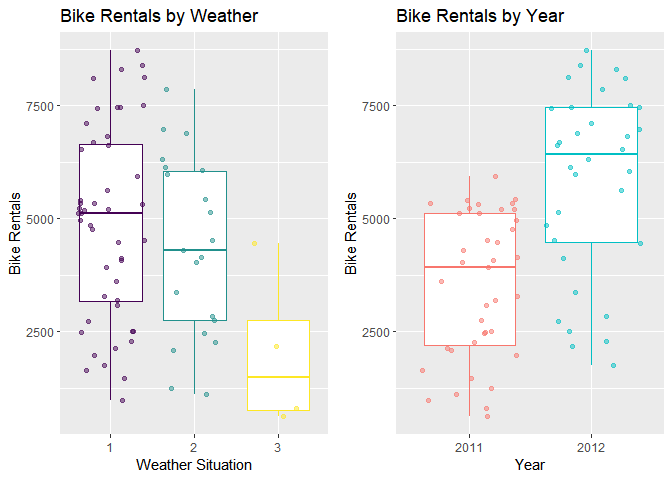 Bike Rentals by Weather
Bike Rentals
7500
5000
2500
1
2
3
Weather Situation
Bike Rentals by Year
Bike Rentals
7500
5000
2500
2011
2012
Year